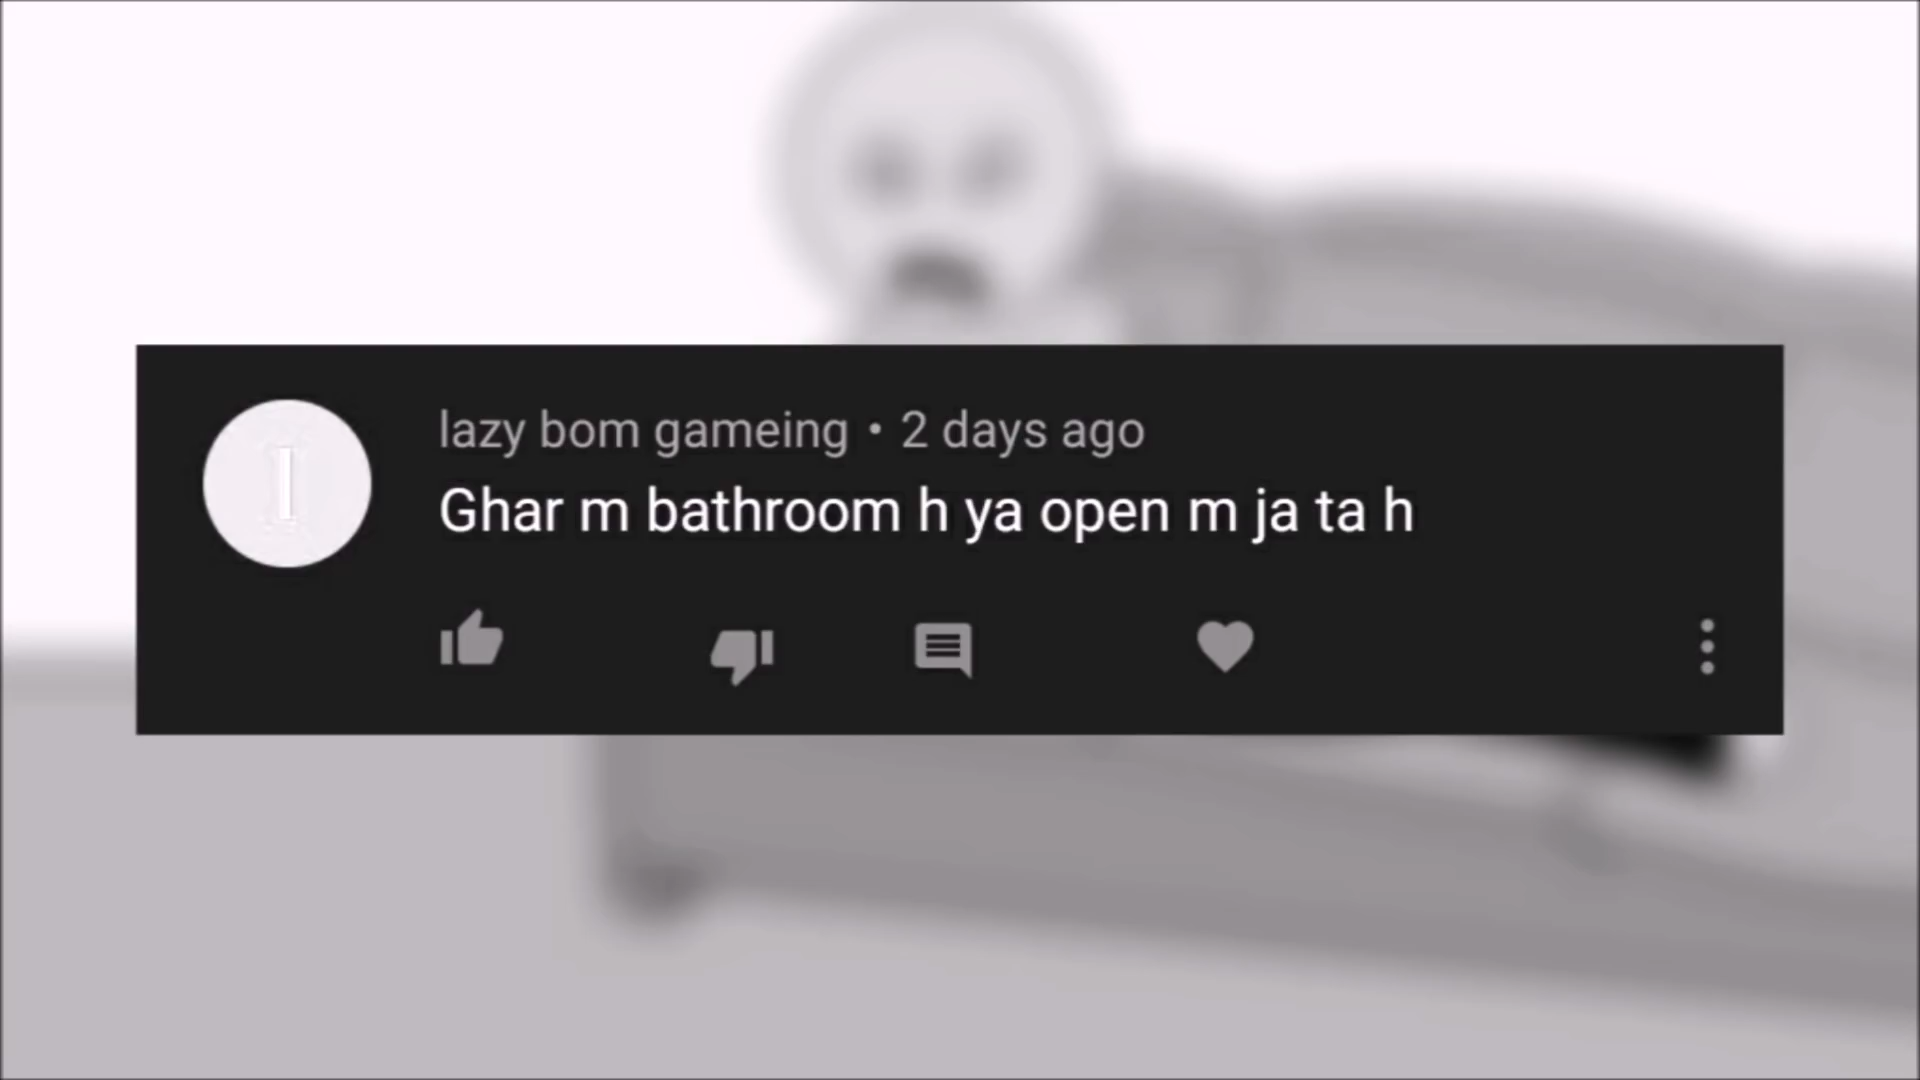 l
lazy bom gameing • 2 days ago
Ghar m bathroom h ya open m ja ta h